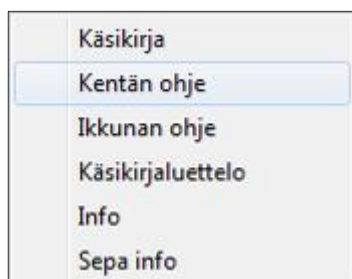 Käsikirja
Kentän ohje
Ikkunan ohje
Käsikirjaluettelo
Info
Sepa info